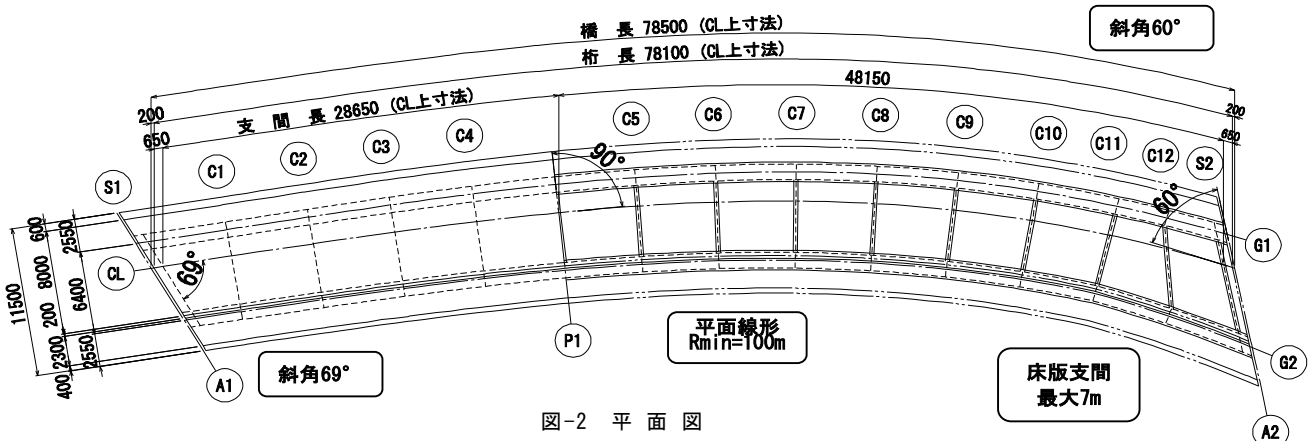 橋 長 78500 (CL上寸法)
斜角60°
桁 長 78100 (CL上寸法)
48150
200
支 間 長 28650 (CL上寸法)
200
650
650
C1
C2
C3
C4
C5
C6
C7
C8
C9
C10
C11
C12
S2
S1
90°
60°
69°
CL
G1
600
2550
8000
11500
6400
200
2300
2550
400
A1
斜角69°
P1
平面線形
Rmin=100m
床版支間
最大7m
G2
A2
図-2 平 面 図